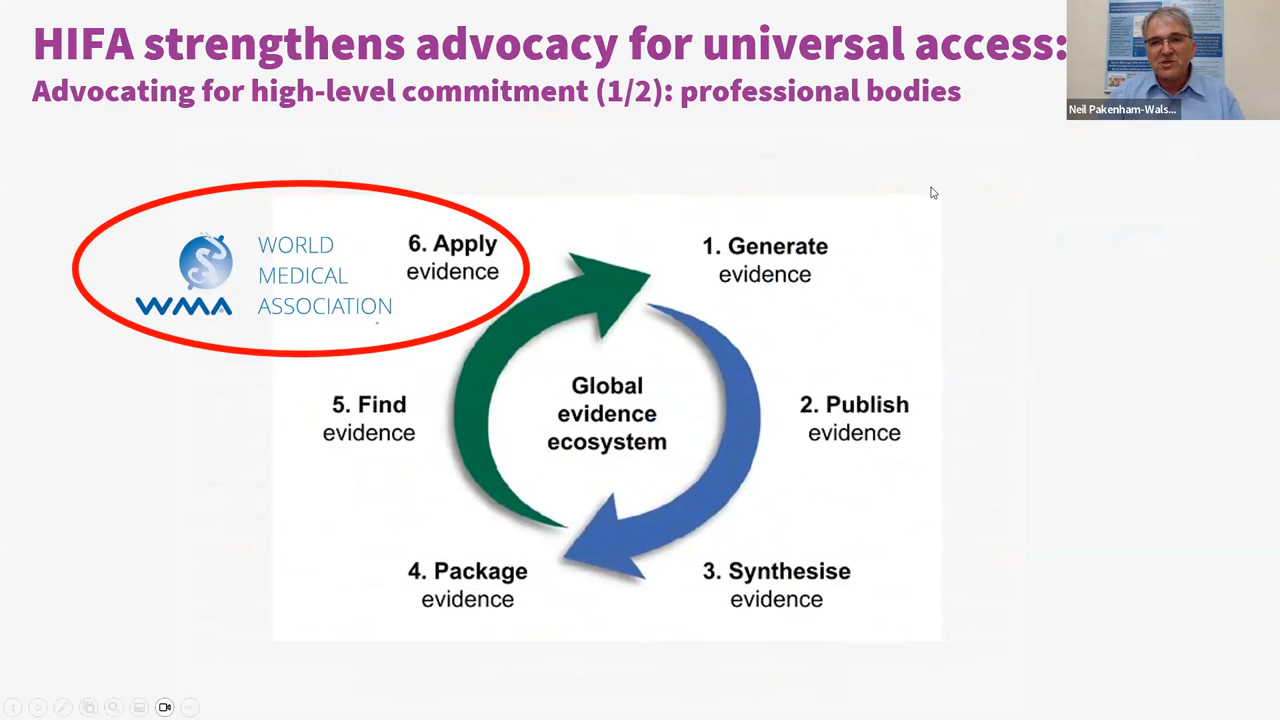 HIFA strengthens advocacy for universal access:
Advocating for high-level commitment (1/2): professional bodies
Neil Pakenham-Wals...
WORLD
MEDICAL
ASSOCIATION
WMA
6. Apply
evidence
1. Generate
evidence
5. Find
evidence
Global
evidence
ecosystem
2. Publish
evidence
4. Package
evidence
3. Synthesise
evidence